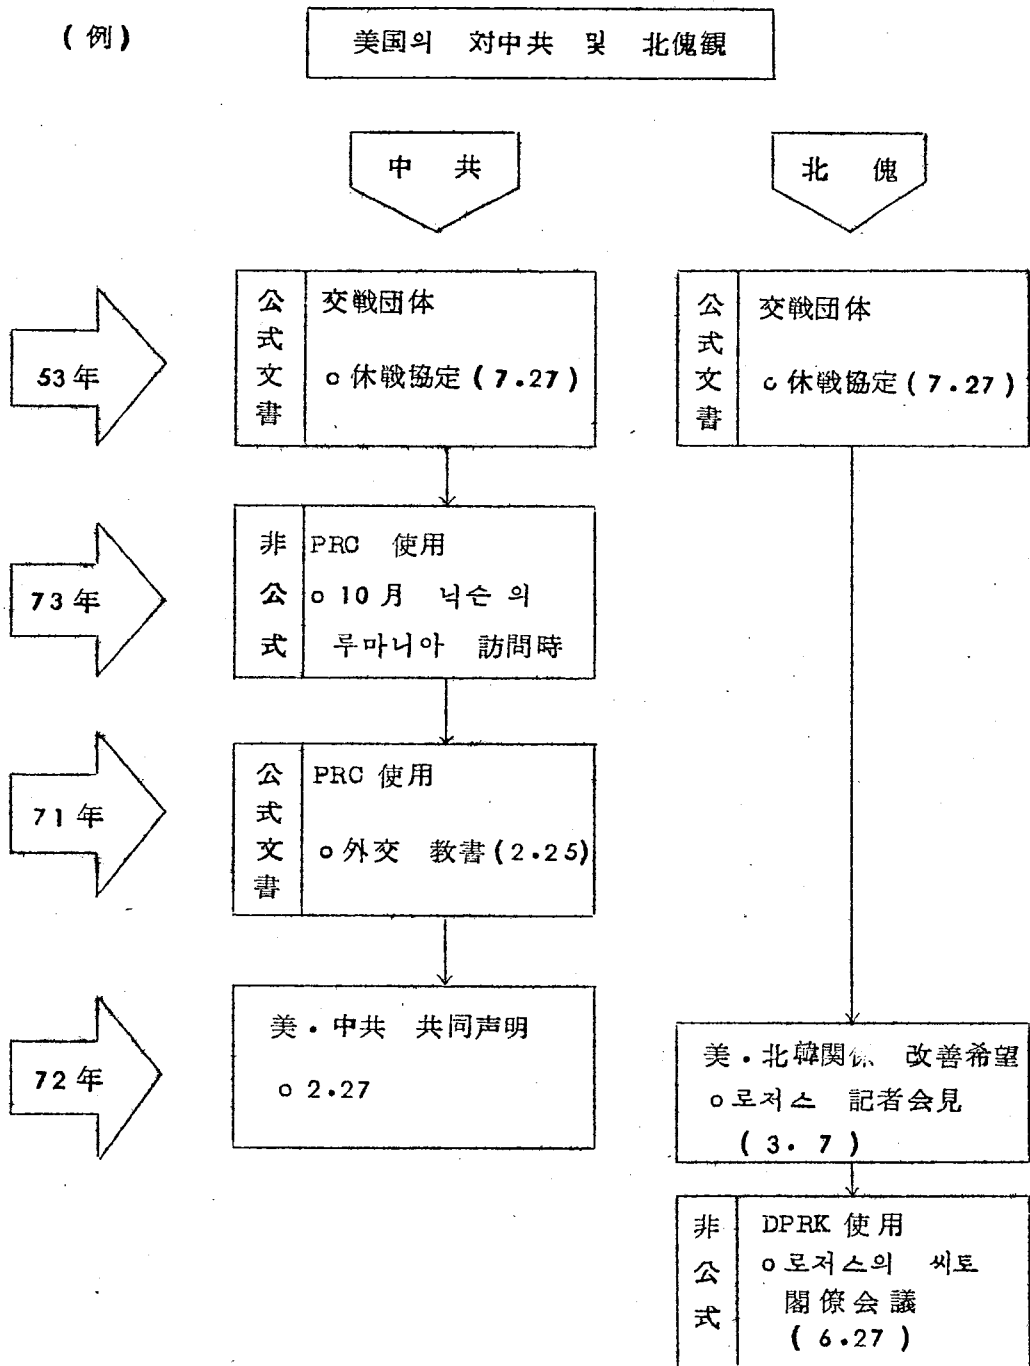 (例)
美国의 対中共 및 北傀観
中 共
北 傀
53年
公式文書
交戦団体
o 休戦協定 (7.27)
公式文書
交戦団体
o 休戦協定 (7.27)
73年
非公式
PRC 使用
o 10月 닉슨 의
루마니아 訪問時
71年
公式文書
PRC 使用
o 外交 教書 (2.25)
72年
美・中共 共同声明
o 2.27
美・北韓関係 改善希望
o 로저스 記者会見
(3.7)
非公式
DPRK 使用
o 로저스의 씨토
閣僚会議
(6.27)